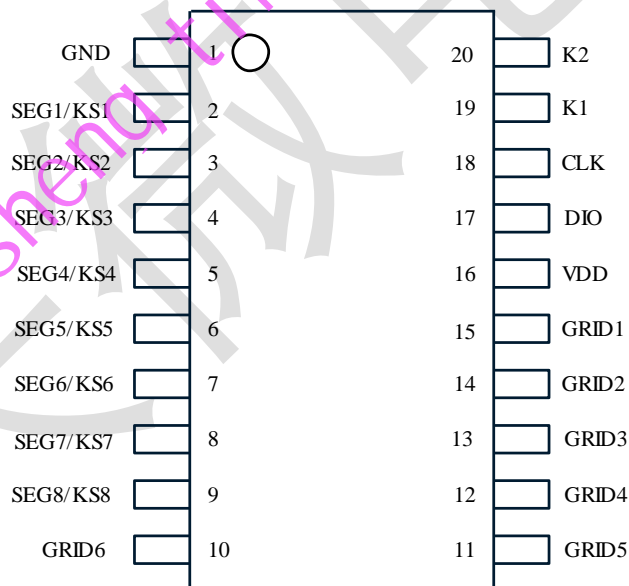 GND 1 20 K2
SEG1/KS1 2 19 K1
SEG2/KS2 3 18 CLK
SEG3/KS3 4 17 DIO
SEG4/KS4 5 16 VDD
SEG5/KS5 6 15 GRID1
SEG6/KS6 7 14 GRID2
SEG7/KS7 8 13 GRID3
SEG8/KS8 9 12 GRID4
GRID6 10 11 GRID5
sheng
微